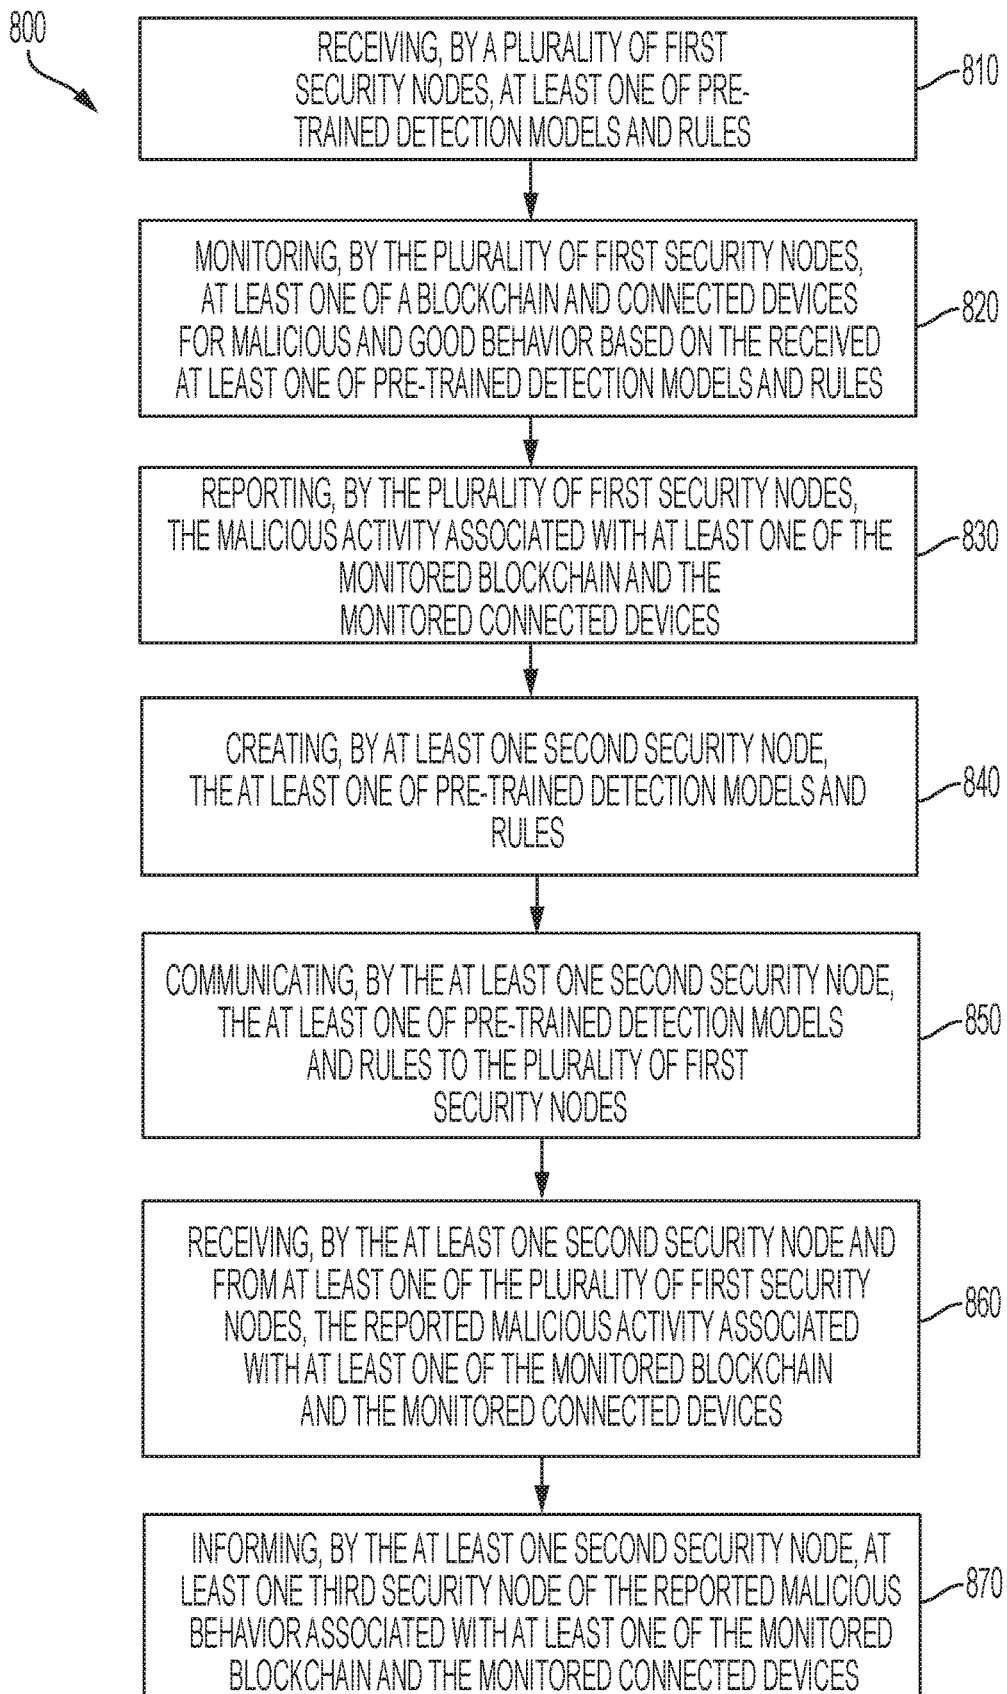 800
RECEIVING, BY A PLURALITY OF FIRST
SECURITY NODES, AT LEAST ONE OF PRE-
TRAINED DETECTION MODELS AND RULES
810
MONITORING, BY THE PLURALITY OF FIRST SECURITY NODES,
AT LEAST ONE OF A BLOCKCHAIN AND CONNECTED DEVICES
FOR MALICIOUS AND GOOD BEHAVIOR BASED ON THE RECEIVED
AT LEAST ONE OF PRE-TRAINED DETECTION MODELS AND RULES
820
REPORTING, BY THE PLURALITY OF FIRST SECURITY NODES,
THE MALICIOUS ACTIVITY ASSOCIATED WITH AT LEAST ONE OF THE
MONITORED BLOCKCHAIN AND THE
MONITORED CONNECTED DEVICES
830
CREATING, BY AT LEAST ONE SECOND SECURITY NODE,
THE AT LEAST ONE OF PRE-TRAINED DETECTION MODELS AND
RULES
840
COMMUNICATING, BY THE AT LEAST ONE SECOND SECURITY NODE,
THE AT LEAST ONE OF PRE-TRAINED DETECTION MODELS
AND RULES TO THE PLURALITY OF FIRST
SECURITY NODES
850
RECEIVING, BY THE AT LEAST ONE SECOND SECURITY NODE AND
FROM AT LEAST ONE OF THE PLURALITY OF FIRST SECURITY
NODES, THE REPORTED MALICIOUS ACTIVITY ASSOCIATED
WITH AT LEAST ONE OF THE MONITORED BLOCKCHAIN
AND THE MONITORED CONNECTED DEVICES
860
INFORMING, BY THE AT LEAST ONE SECOND SECURITY NODE, AT
LEAST ONE THIRD SECURITY NODE OF THE REPORTED MALICIOUS
BEHAVIOR ASSOCIATED WITH AT LEAST ONE OF THE MONITORED
BLOCKCHAIN AND THE MONITORED CONNECTED DEVICES
870